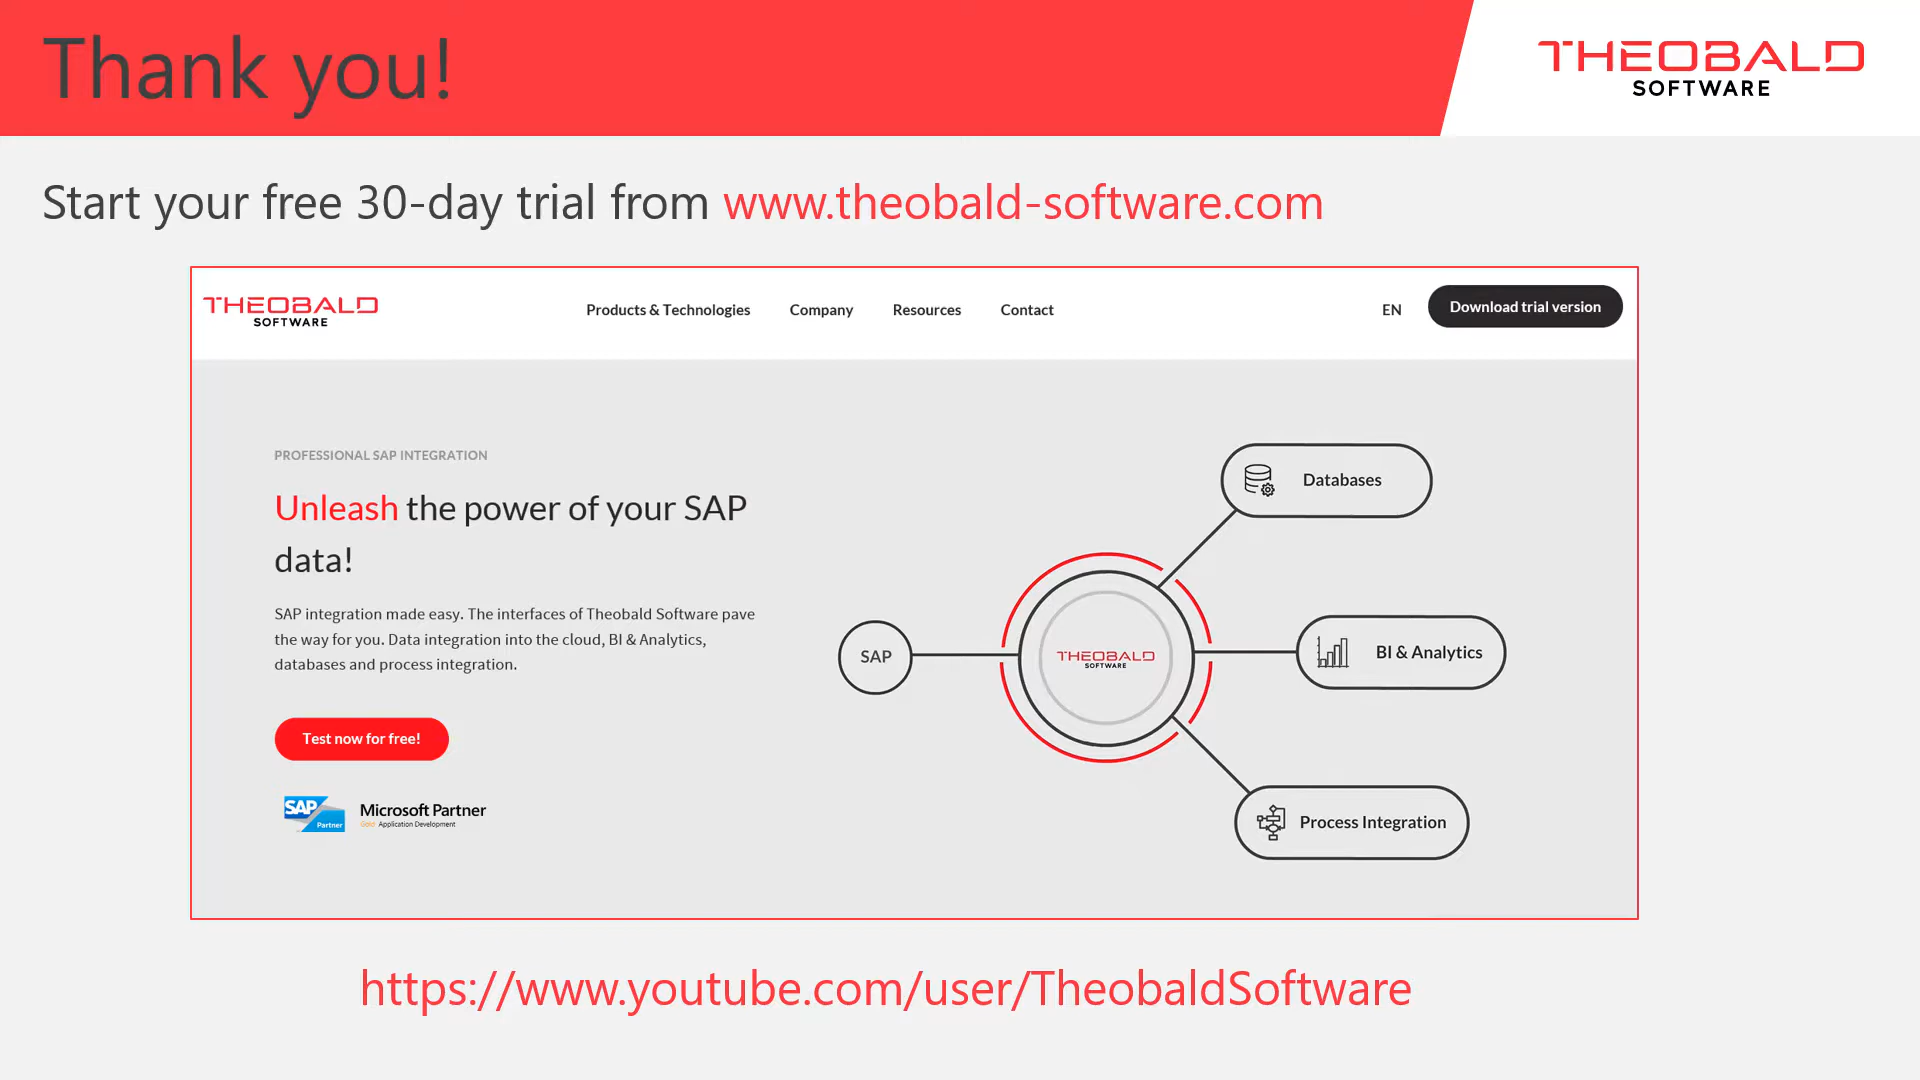 Thank you!
THEOBALD
SOFTWARE
Start your free 30-day trial from www.theobald-software.com
THEOBALD
SOFTWARE
Products & Technologies
Company
Resources
Contact
EN
Download trial version
PROFESSIONAL SAP INTEGRATION
Unleash the power of your SAP
data!
SAP integration made easy. The interfaces of Theobald Software pave
the way for you. Data integration into the cloud, BI & Analytics,
databases and process integration.
Test now for free!
SAP
Partner
Microsoft Partner
Gold Application Development
SAP
THEOBALD
SOFTWARE
Databases
BI & Analytics
Process Integration
https://www.youtube.com/user/TheobaldSoftware